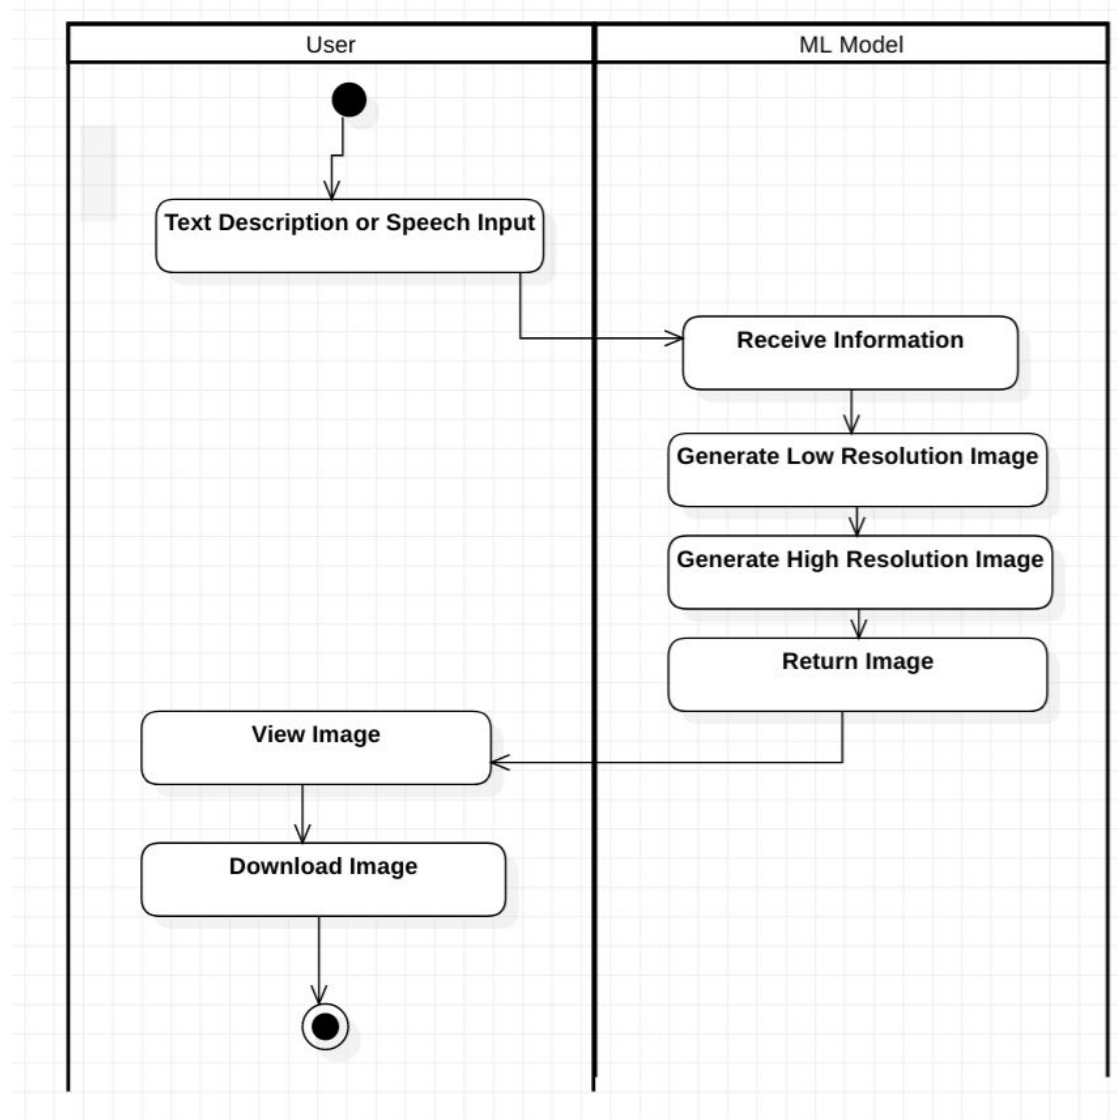 User
ML Model
Text Description or Speech Input
Receive Information
Generate Low Resolution Image
Generate High Resolution Image
Return Image
View Image
Download Image